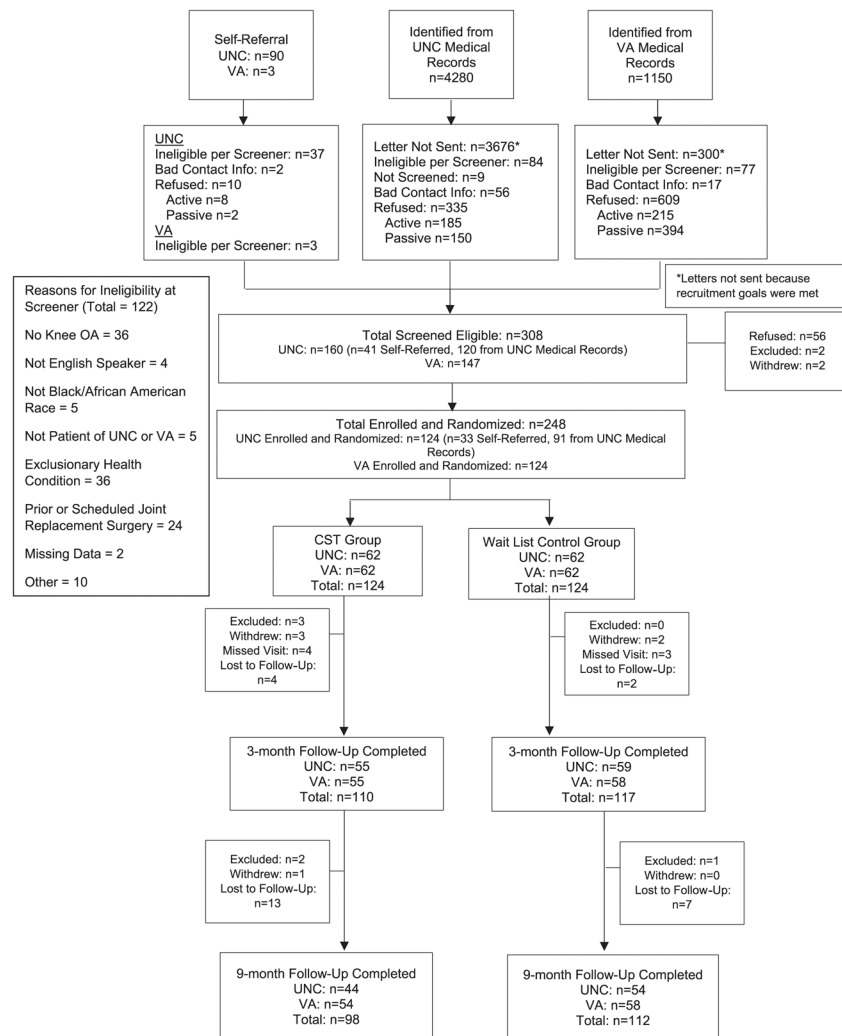 Self-Referral
UNC: n=90
VA: n=3
Identified from
UNC Medical
Records
n=4280
Identified from
VA Medical
Records
n=1150
UNC
Ineligible per Screener: n=37
Bad Contact Info: n=2
Refused: n=10
Active n=8
Passive n=2
VA
Ineligible per Screener: n=3
Letter Not Sent: n=3676*
Ineligible per Screener: n=84
Not Screened: n=9
Bad Contact Info: n=56
Refused: n=335
Active n=185
Passive n=150
Letter Not Sent: n=300*
Ineligible per Screener: n=77
Bad Contact Info: n=17
Refused: n=609
Active: n=215
Passive: n=394
*Letters not sent because
recruitment goals were met
Reasons for Ineligibility at
Screener (Total = 122)
No Knee OA = 36
Not English Speaker = 4
Not Black/African American
Race = 5
Not Patient of UNC or VA = 5
Exclusionary Health
Condition = 36
Prior or Scheduled Joint
Replacement Surgery = 24
Missing Data = 2
Other = 10
Total Screened Eligible: n=308
UNC: n=160 (n=41 Self-Referred, 120 from UNC Medical Records)
VA: n=147
Refused: n=56
Excluded: n=2
Withdrew: n=2
Total Enrolled and Randomized: n=248
UNC Enrolled and Randomized: n=124 (n=33 Self-Referred, 91 from UNC Medical
Records)
VA Enrolled and Randomized: n=124
CST Group
UNC: n=62
VA: n=62
Total: n=124
Wait List Control Group
UNC: n=62
VA: n=62
Total: n=124
Excluded: n=3
Withdrew: n=3
Missed Visit: n=4
Lost to Follow-Up:
n=4
Excluded: n=0
Withdrew: n=2
Missed Visit: n=3
Lost to Follow-Up:
n=2
3-month Follow-Up Completed
UNC: n=55
VA: n=55
Total: n=110
3-month Follow-Up Completed
UNC: n=59
VA: n=58
Total: n=117
Excluded: n=2
Withdrew: n=1
Lost to Follow-Up:
n=13
Excluded: n=1
Withdrew: n=0
Lost to Follow-Up:
n=7
9-month Follow-Up Completed
UNC: n=44
VA: n=54
Total: n=98
9-month Follow-Up Completed
UNC: n=54
VA: n=58
Total: n=112